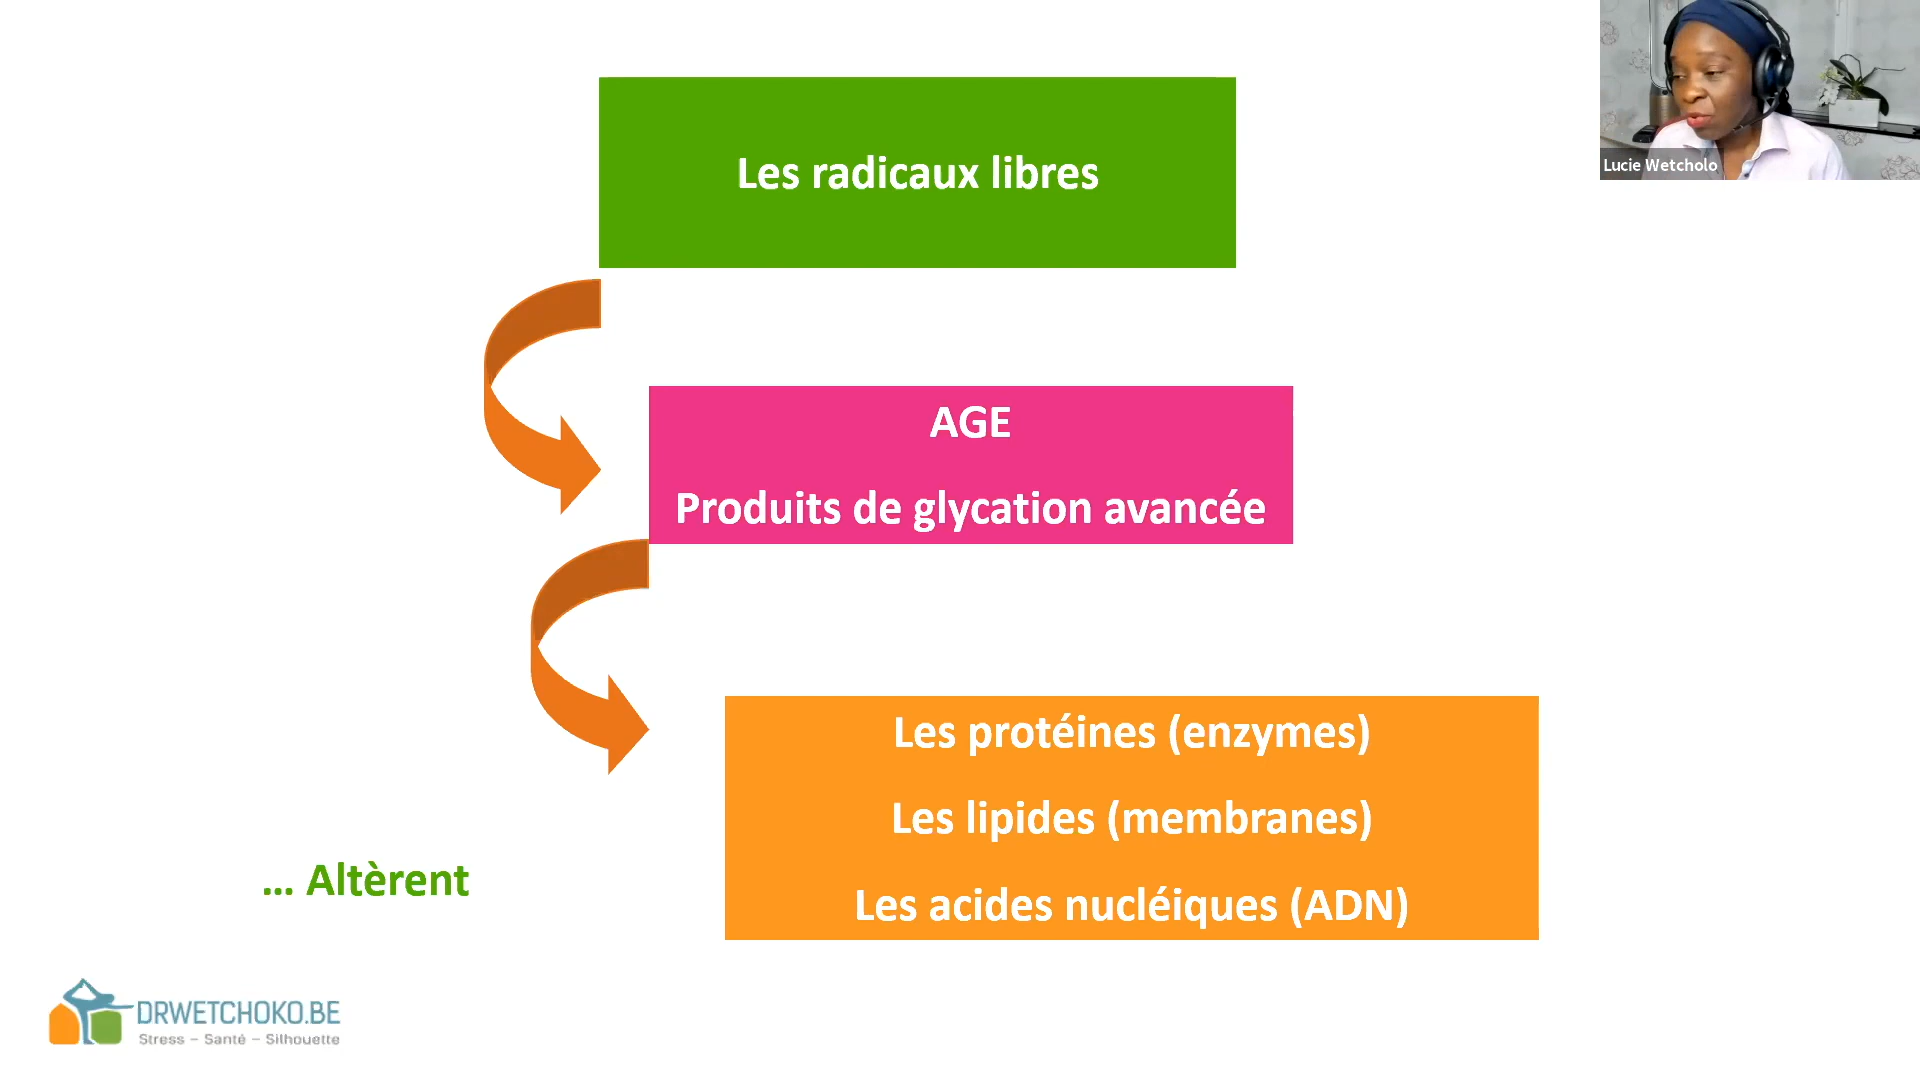 Les radicaux libres
Lucie Wetcholo
AGE
Produits de glycation avancée
Les protéines (enzymes)
Les lipides (membranes)
Les acides nucléiques (ADN)
... Altèrent
DRWETCHOKO.BE
Stress – Santé – Silhouette